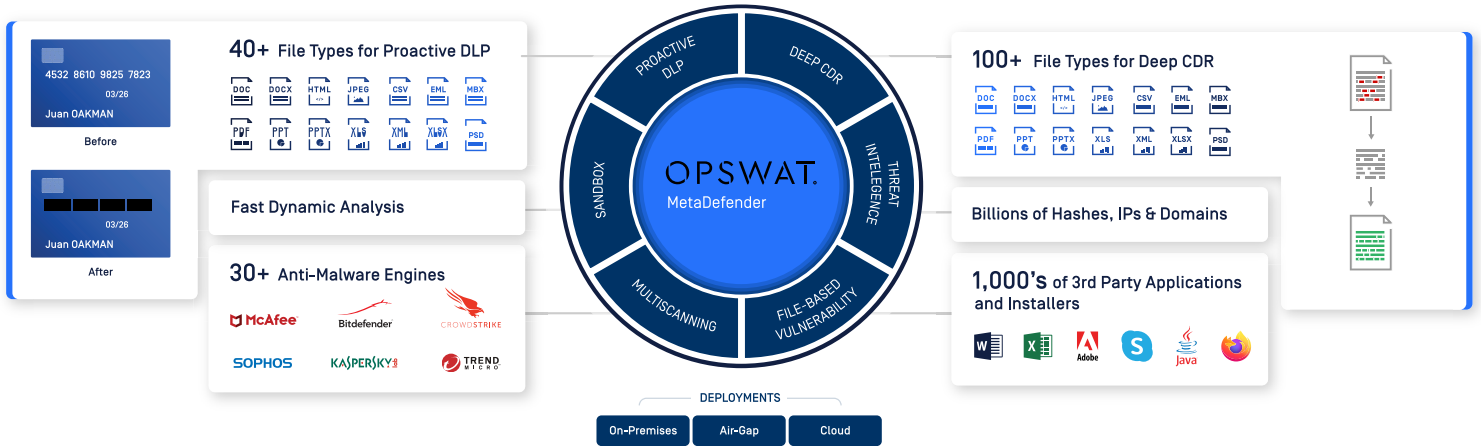 4532 8610 9825 7823
03/26
Juan OAKMAN
Before
03/26
Juan OAKMAN
After
40+ File Types for Proactive DLP
DOC DOCX HTML JPEG CSV EML MBX
PDF PPT PPTX XLS XML XLSX PSD
Fast Dynamic Analysis
30+ Anti-Malware Engines
McAfee™
Bitdefender®
CROWDSTRIKE
SOPHOS
KASPERSKY LAB
TREND MICRO™
PROACTIVE
DLP
DEEP CDR
THREAT
INTELEGENCE
FILE-BASED
VULNERABILITY
MULTISCANNING
SANDBOX
OPSWAT.
MetaDefender
100+ File Types for Deep CDR
DOC DOCX HTML JPEG CSV EML MBX
PDF PPT PPTX XLS XML XLSX PSD
Billions of Hashes, IPs & Domains
1,000's of 3rd Party Applications
and Installers
W
X
Adobe
S
Java
DEPLOYMENTS
On-Premises
Air-Gap
Cloud